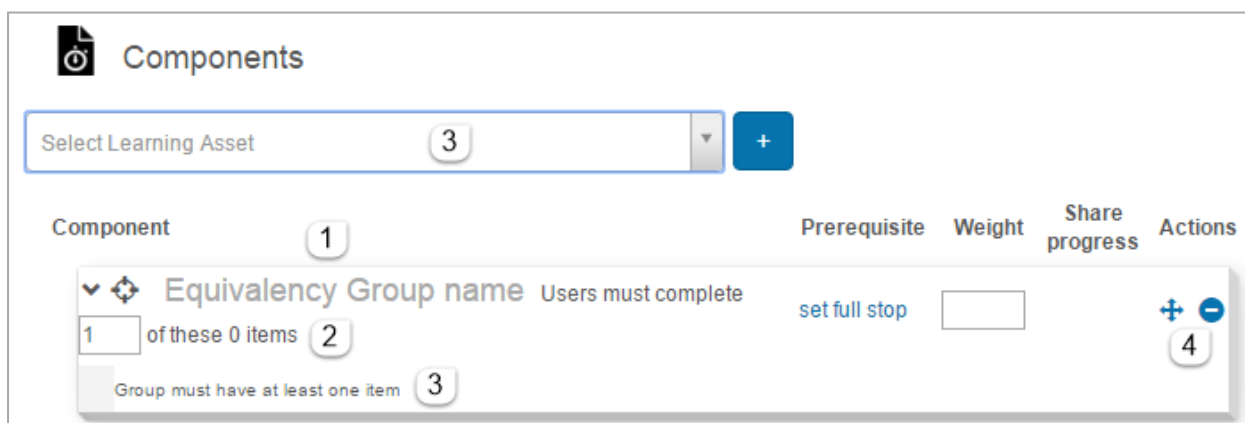 Components
Select Learning Asset 3 +
Component 1 Prerequisite Weight Share progress Actions
Equivalency Group name Users must complete set full stop
1 of these 0 items 2 4
Group must have at least one item 3